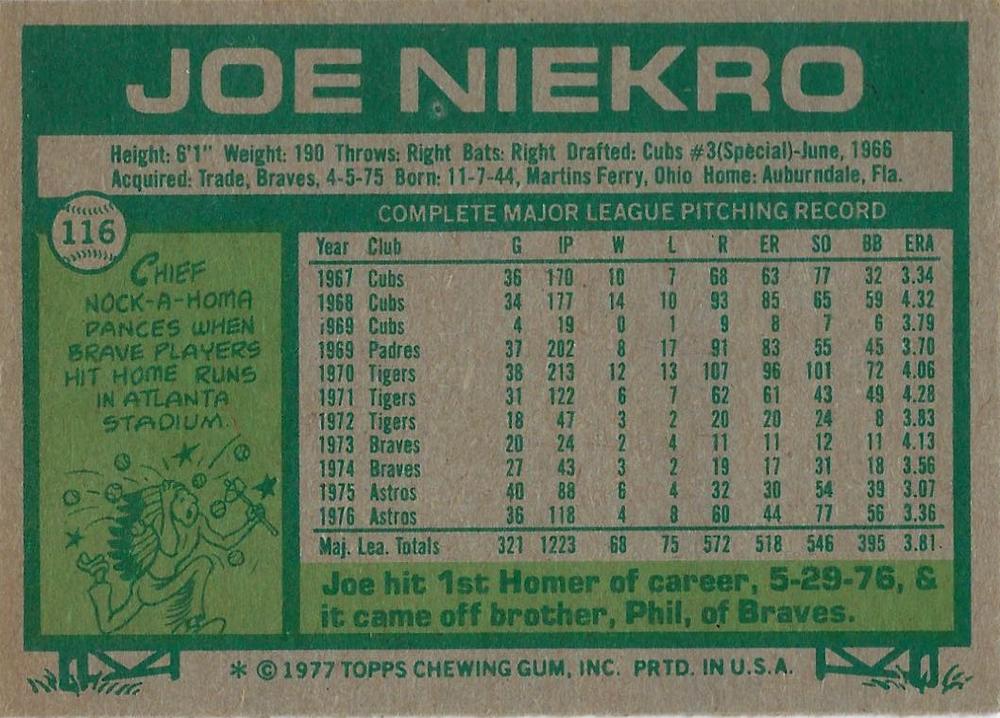 JOE NIEKRO
Height: 6'1" Weight: 190 Throws: Right Bats: Right Drafted: Cubs #3(Special)-June, 1966
Acquired: Trade, Braves, 4-5-75 Born: 11-7-44, Martins Ferry, Ohio Home: Auburndale, Fla.
116
CHIEF
NOCK-A-HOMA
DANCES WHEN
BRAVE PLAYERS
HIT HOME RUNS
IN ATLANTA
STADIUM.
COMPLETE MAJOR LEAGUE PITCHING RECORD
Year Club G IP W L R ER SO BB ERA
1967 Cubs 36 170 10 7 68 63 77 32 3.34
1968 Cubs 34 177 14 10 93 85 65 59 4.32
1969 Cubs 4 19 0 1 9 8 7 6 3.79
1969 Padres 37 202 8 17 91 83 55 45 3.70
1970 Tigers 38 213 12 13 107 96 101 72 4.06
1971 Tigers 31 122 6 7 62 61 43 49 4.28
1972 Tigers 18 47 3 2 20 20 24 8 3.83
1973 Braves 20 24 2 4 11 11 12 11 4.13
1974 Braves 27 43 3 2 19 17 31 18 3.56
1975 Astros 40 88 6 4 32 30 54 39 3.07
1976 Astros 36 118 4 8 60 44 77 56 3.36
Maj. Lea. Totals 321 1223 68 75 572 518 546 395 3.81
Joe hit 1st Homer of career, 5-29-76, &
it came off brother, Phil, of Braves.
* © 1977 TOPPS CHEWING GUM, INC. PRTD. IN U.S.A.